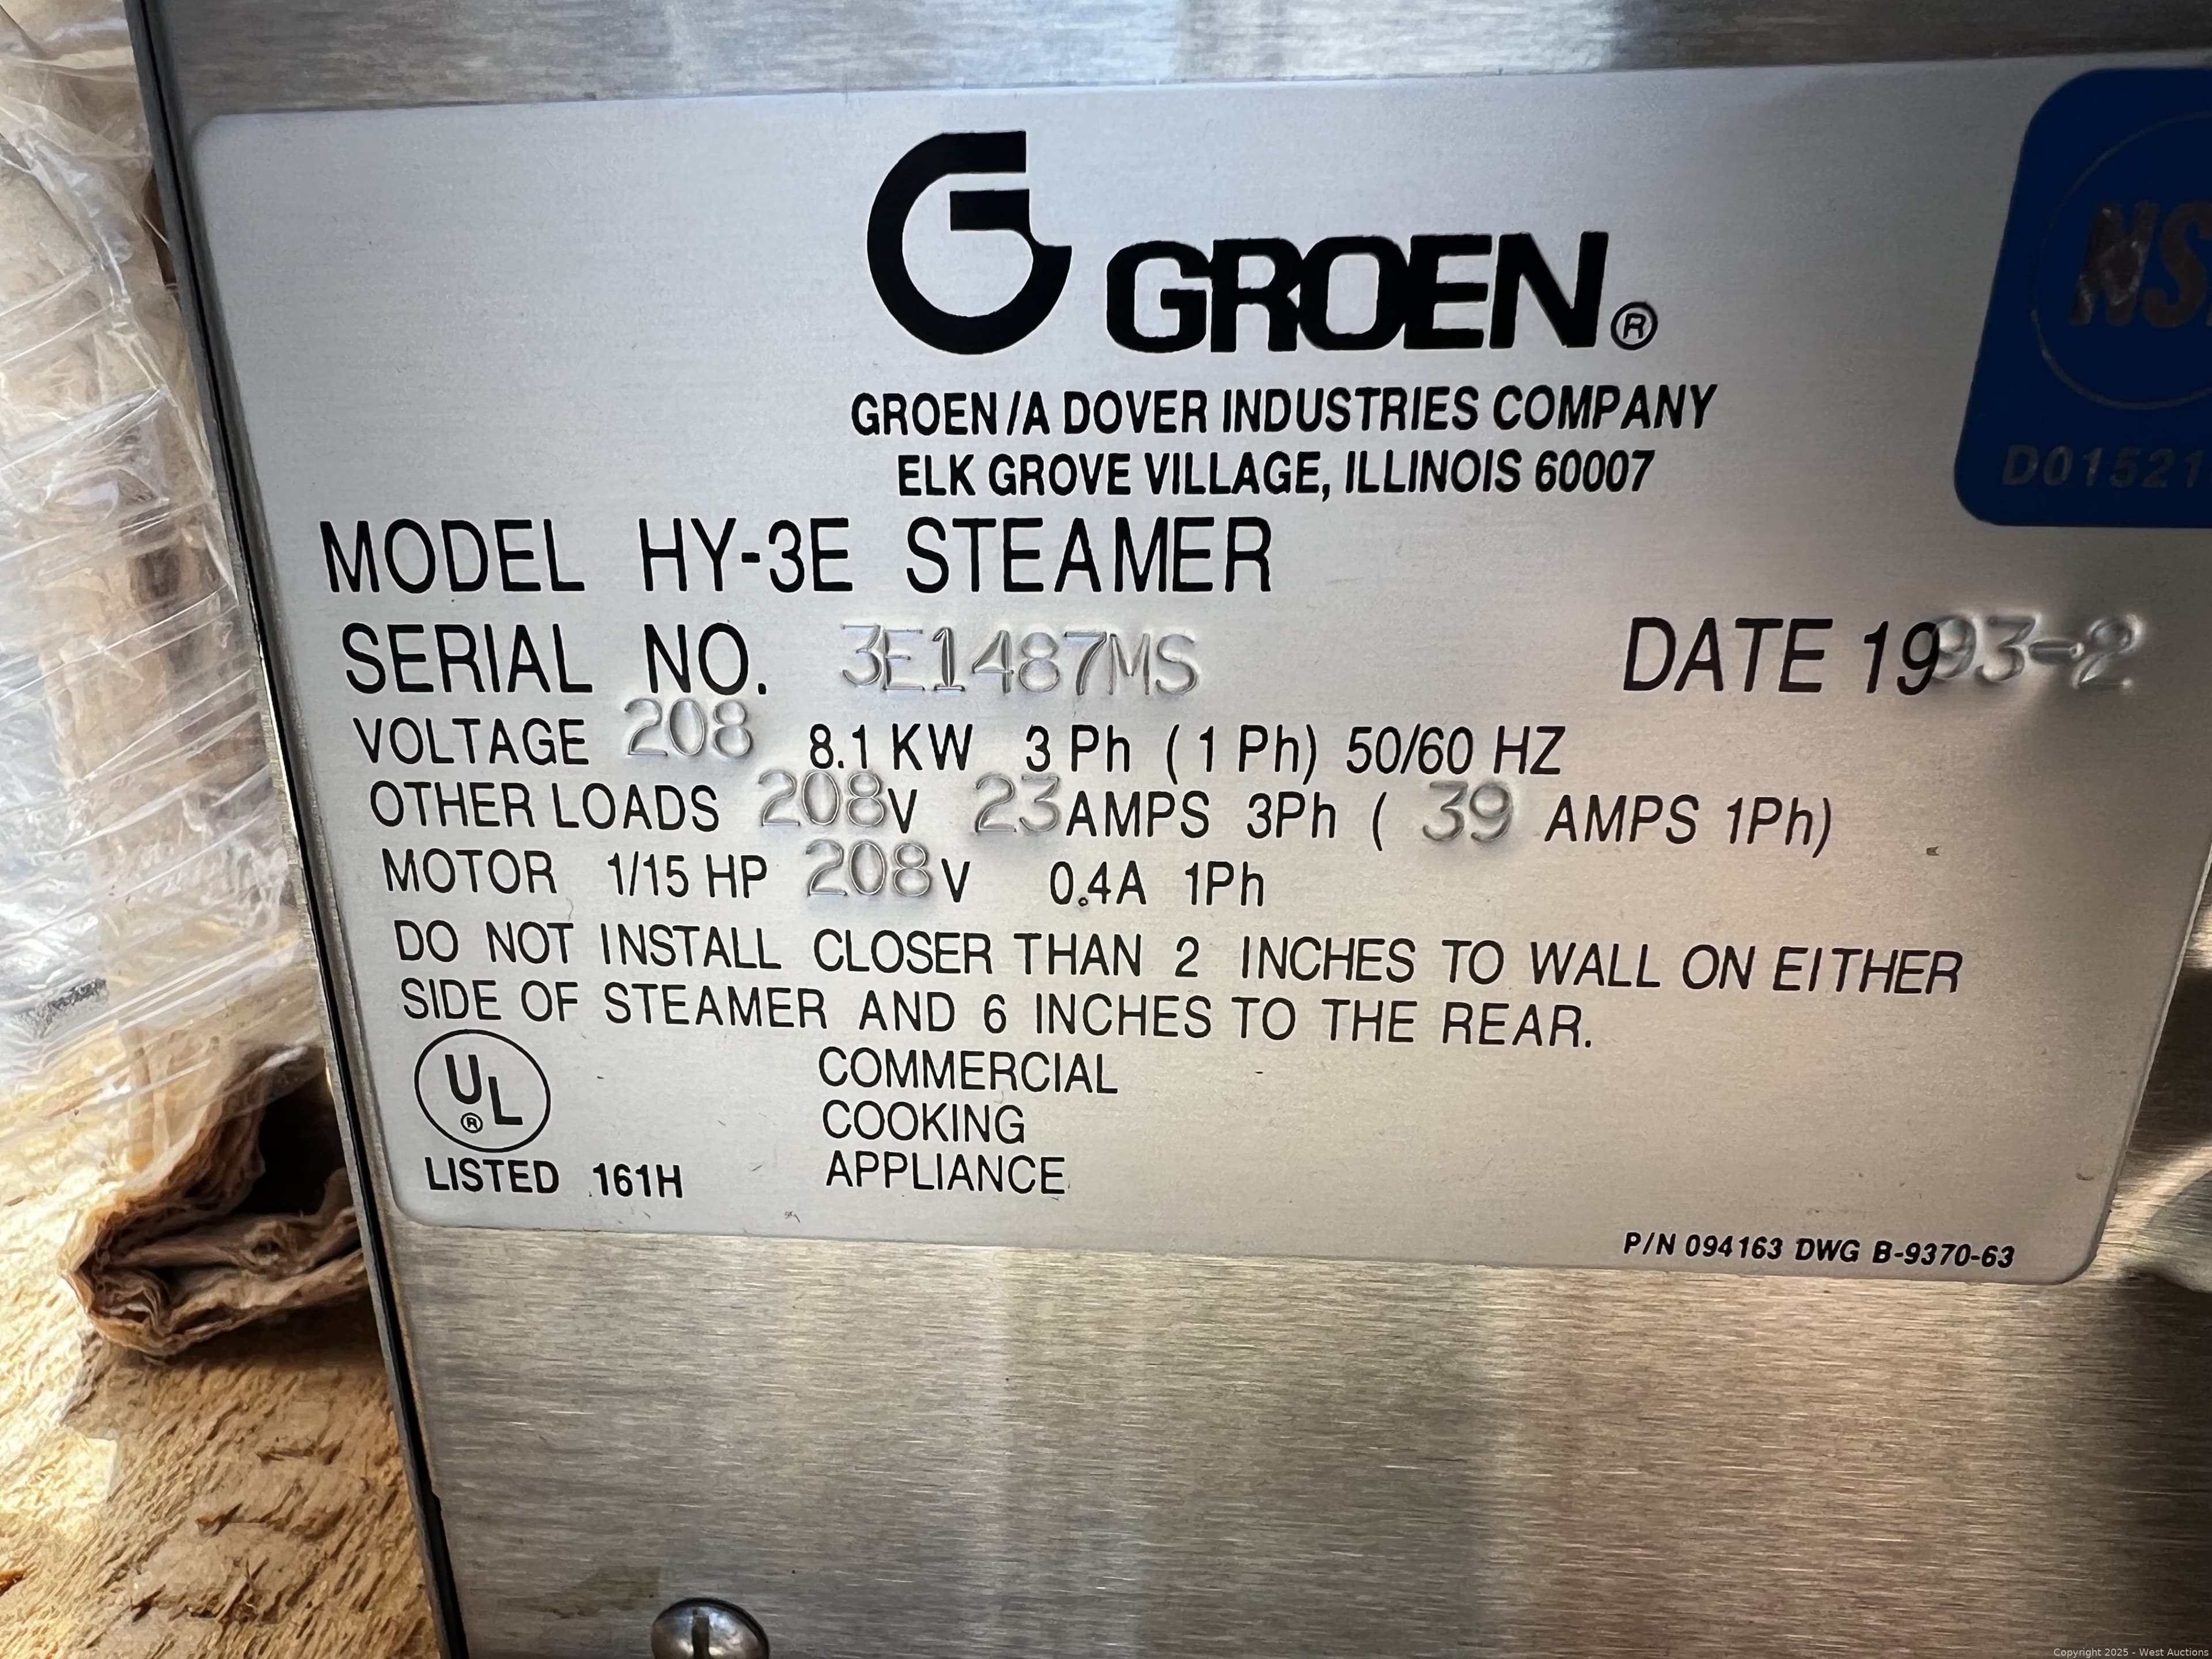 GROEN®
GROEN/A DOVER INDUSTRIES COMPANY
ELK GROVE VILLAGE, ILLINOIS 60007
D01521
MODEL HY-3E STEAMER
SERIAL NO. 3E1487MS DATE 1993-2
VOLTAGE 208 8.1 KW 3 Ph (1 Ph) 50/60 HZ
OTHER LOADS 208V 23AMPS 3Ph ( 39 AMPS 1Ph)
MOTOR 1/15 HP 208V 0.4A 1Ph
DO NOT INSTALL CLOSER THAN 2 INCHES TO WALL ON EITHER
SIDE OF STEAMER AND 6 INCHES TO THE REAR.
UL®
LISTED 161H
COMMERCIAL
COOKING
APPLIANCE
P/N 094163 DWG B-9370-63
Copyright 2025 - West Auctions